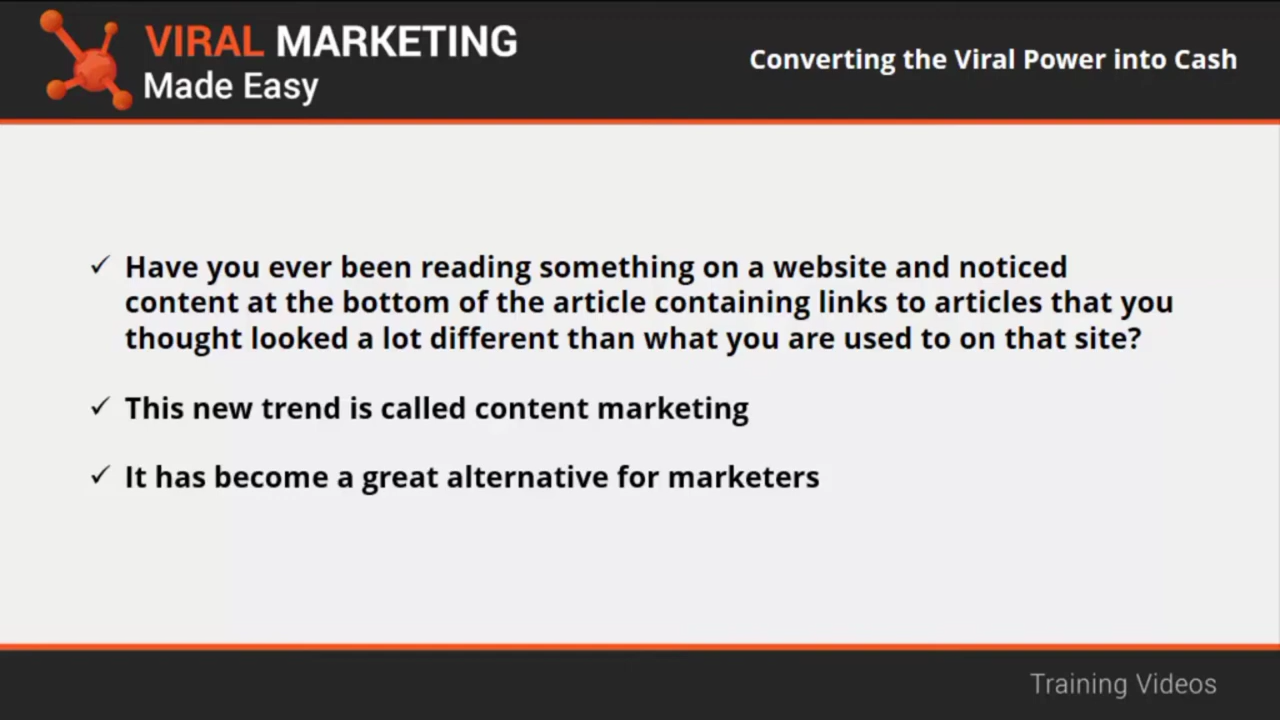 VIRAL MARKETING
Made Easy
Converting the Viral Power into Cash
✓ Have you ever been reading something on a website and noticed
content at the bottom of the article containing links to articles that you
thought looked a lot different than what you are used to on that site?
✓ This new trend is called content marketing
✓ It has become a great alternative for marketers
Training Videos